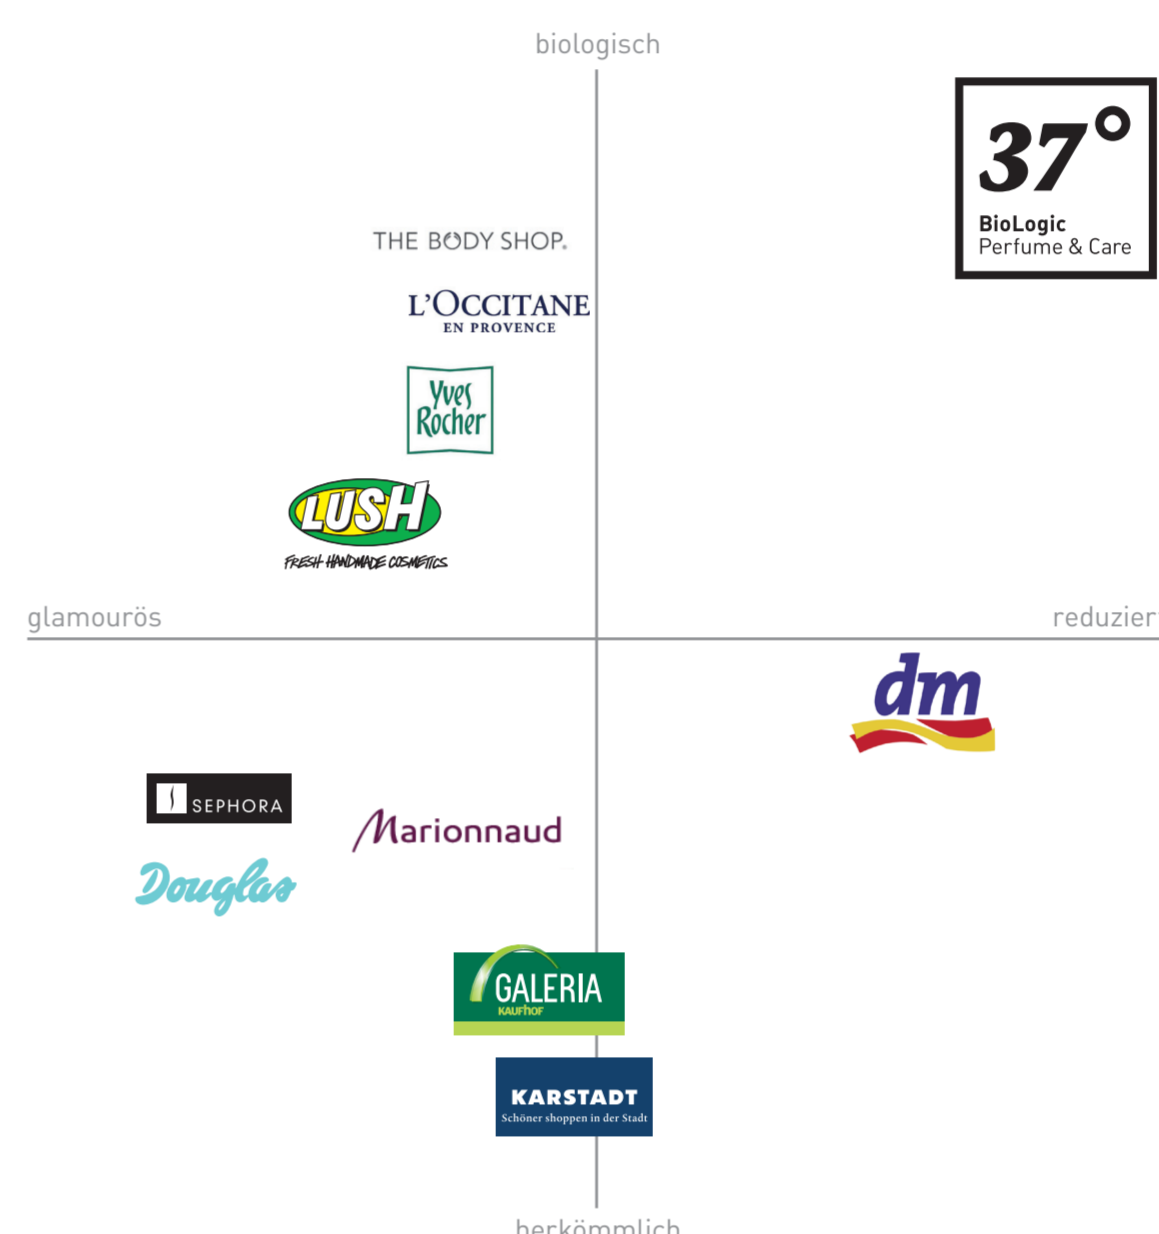 biologisch
37°
BioLogic
Perfume & Care
THE BODY SHOP®
L'OCCITANE
EN PROVENCE
Yves
Rocher
LUSH
FRESH HANDMADE COSMETICS
glamourös
reduzier
dm
SEPHORA
Marionnaud
Douglas
GALERIA
KAUFHOF
KARSTADT
Schöner shoppen in der Stadt
herkömmlich